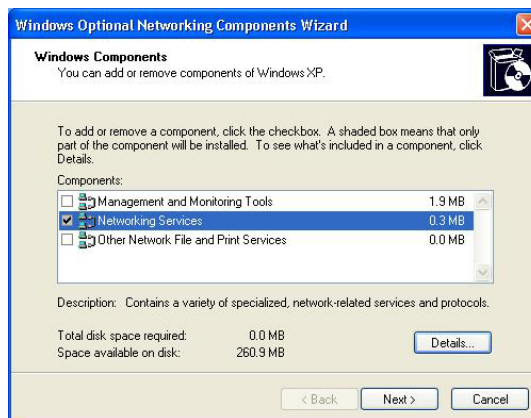 Windows Optional Networking Components Wizard
Windows Components
You can add or remove components of Windows XP.
To add or remove a component, click the checkbox. A shaded box means that only
part of the component will be installed. To see what's included in a component, click
Details.
Components:
Management and Monitoring Tools 1.9 MB
Networking Services 0.3 MB
Other Network File and Print Services 0.0 MB
Description: Contains a variety of specialized, network-related services and protocols.
Total disk space required: 0.0 MB
Space available on disk: 260.9 MB
Details...
< Back Next > Cancel